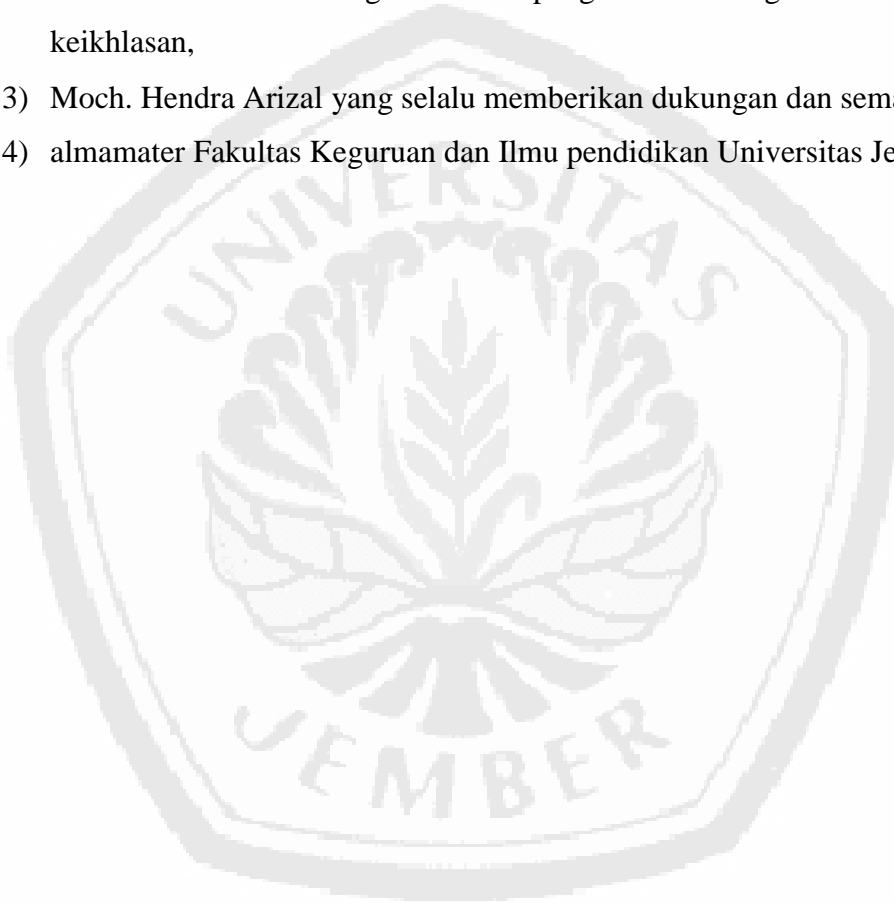 keikhlasan,
3) Moch. Hendra Arizal yang selalu memberikan dukungan dan sem
4) almamater Fakultas Keguruan dan Ilmu pendidikan Universitas Je
UNIVERSITAS
JEMBER